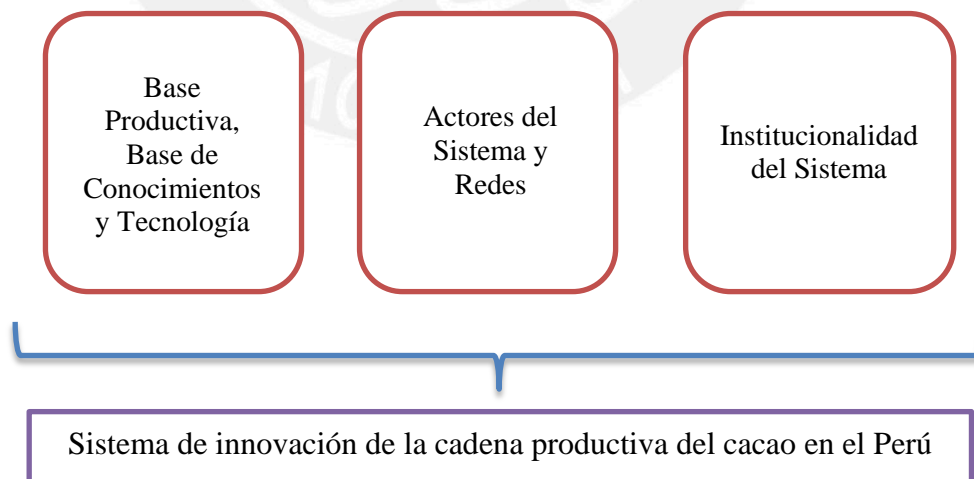 Base
Productiva,
Base de
Conocimientos
y Tecnología
Actores del
Sistema y
Redes
Institucionalidad
del Sistema
Sistema de innovación de la cadena productiva del cacao en el Perú